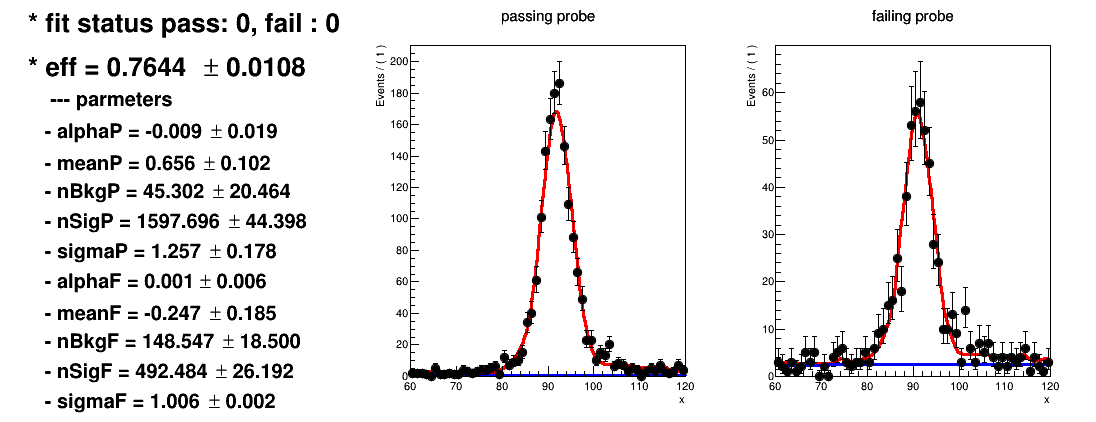 * fit status pass: 0, fail : 0
* eff = 0.7644 ± 0.0108
--- parmeters
- alphaP = -0.009 ± 0.019
- meanP = 0.656 ± 0.102
- nBkgP = 45.302 ± 20.464
- nSigP = 1597.696 ± 44.398
- sigmaP = 1.257 ± 0.178
- alphaF = 0.001 ± 0.006
- meanF = -0.247 ± 0.185
- nBkgF = 148.547 ± 18.500
- nSigF = 492.484 ± 26.192
- sigmaF = 1.006 ± 0.002
passing probe
Events / ( 1 )
200
180
160
140
120
100
80
60
40
20
0
60 70 80 90 100 110 120
x
failing probe
Events / ( 1 )
60
50
40
30
20
10
0
60 70 80 90 100 110 120
x